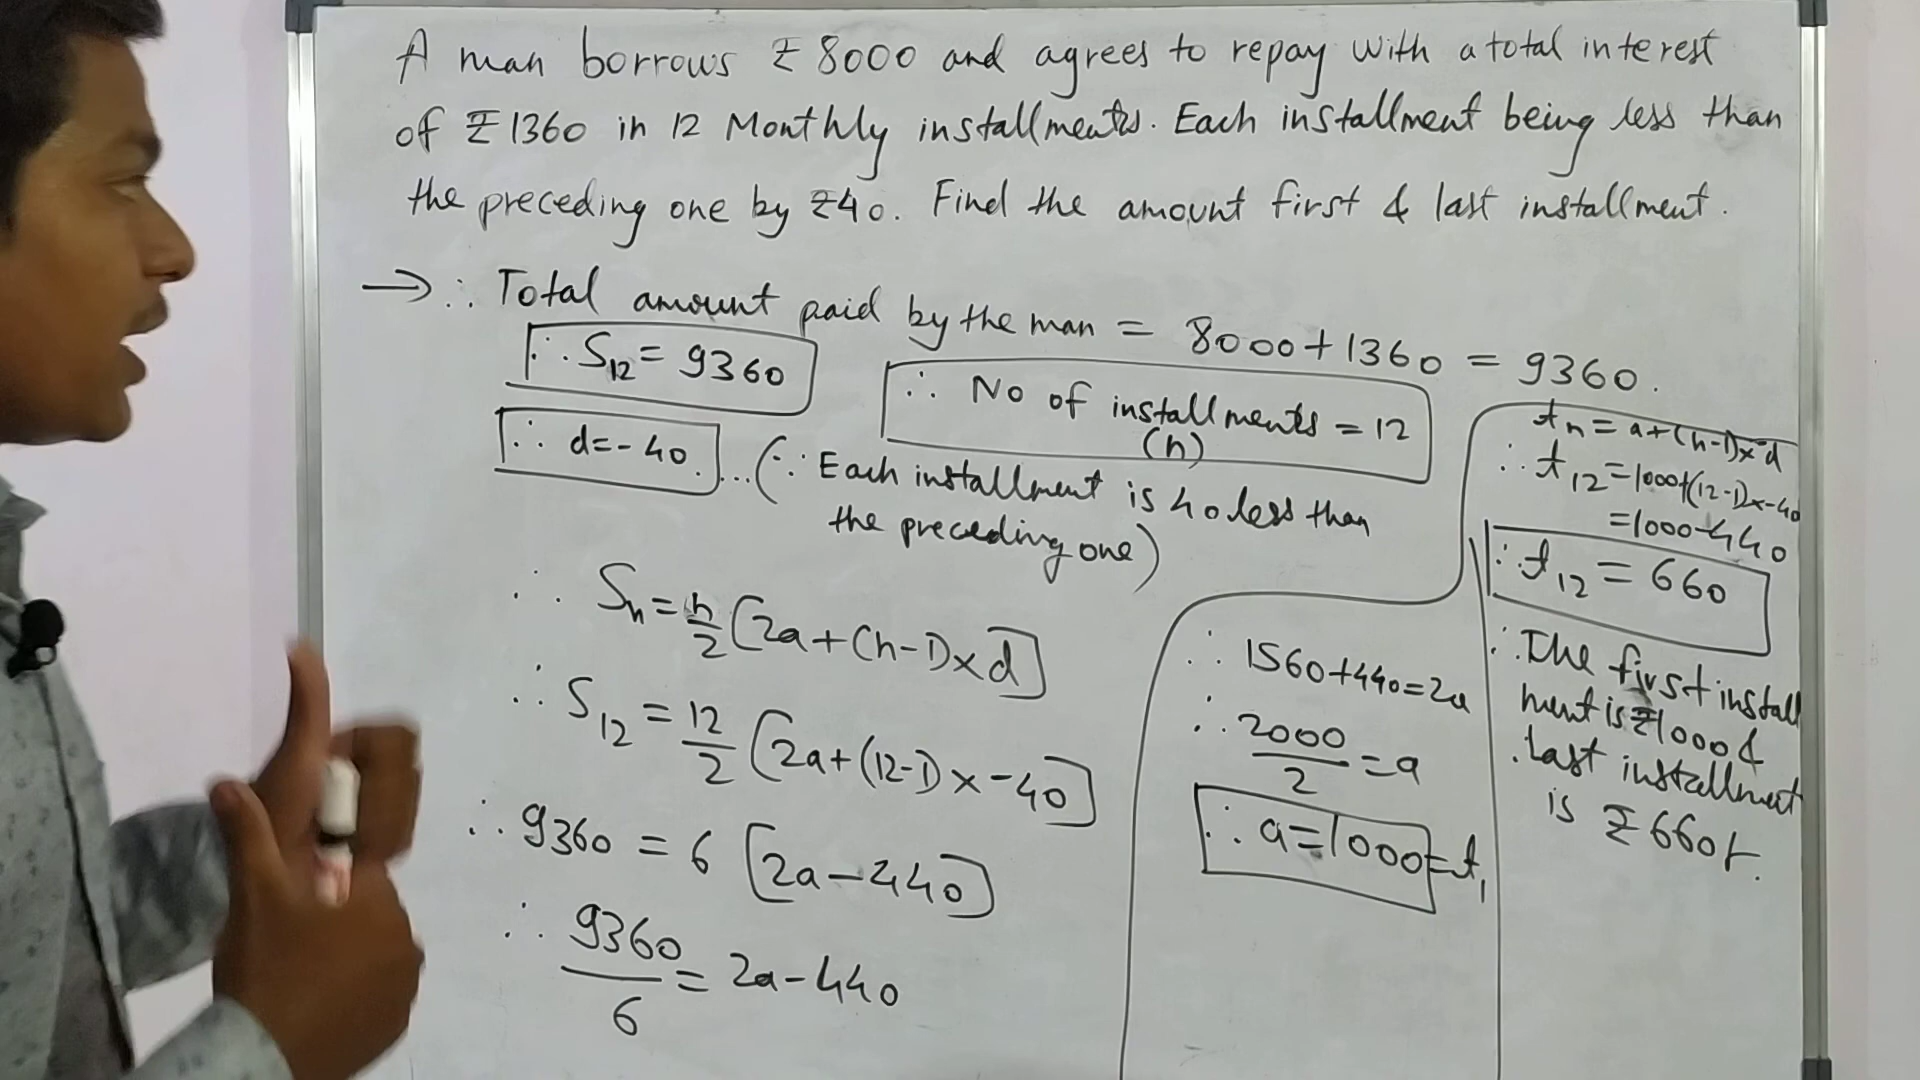 A man borrows ₹8000 and agrees to repay with a total interest
of ₹1360 in 12 Monthly installments. Each installment being less than
the preceding one by ₹40. Find the amount first & last installment.
→ ∴ Total amount paid by the man = 8000+1360 = 9360.
∴ S₁₂ = 9360
∴ No of installments = 12
(n)
∴ d=-40. ...(∵ Each installment is 40 less than
the preceding one)
∴ Sn = n/2 [2a+(n-1)×d]
∴ S₁₂ = 12/2 [2a+(12-1)×-40]
∴ 9360 = 6 [2a-440]
∴ 9360/6 = 2a-440
∴ 1560+440=2a
∴ 2000/2 = a
∴ a=1000=t₁
tn = a+(n-1)×d
∴ t₁₂=1000+(12-1)×-40
=1000-440
∴ t₁₂ = 660
∴ The first install
ment is ₹1000 &
last installment
is ₹660/-.